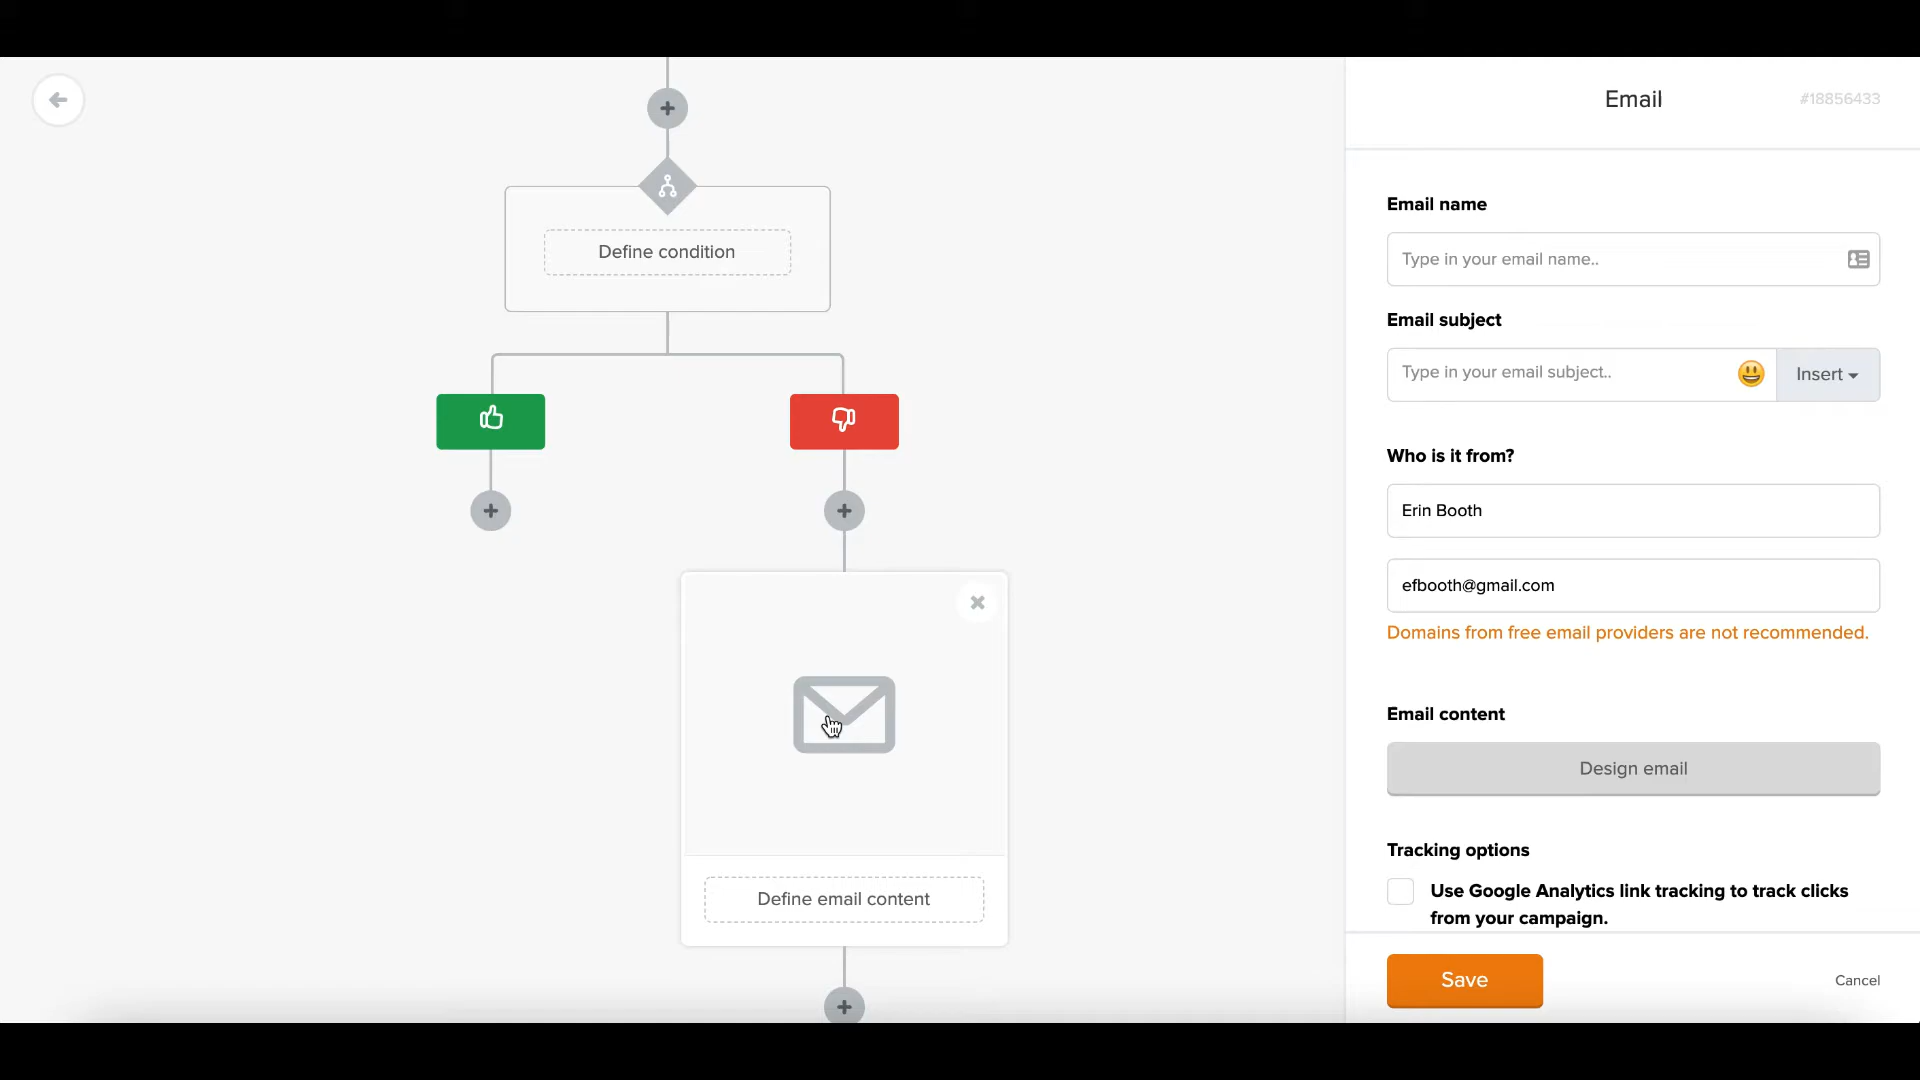 Define condition
Define email content
Email
#18856433
Email name
Type in your email name..
Email subject
Type in your email subject..
Insert
Who is it from?
Erin Booth
efbooth@gmail.com
Domains from free email providers are not recommended.
Email content
Design email
Tracking options
Use Google Analytics link tracking to track clicks
from your campaign.
Save
Cancel